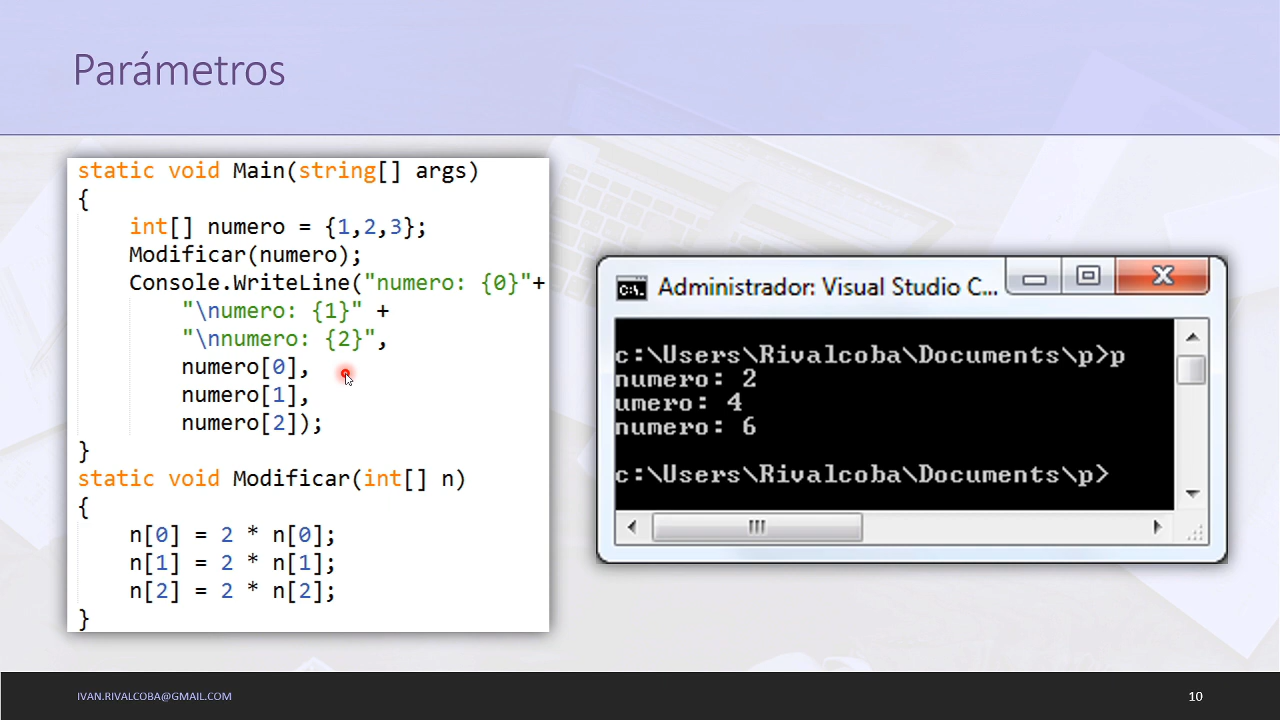 Parámetros
static void Main(string[] args)
{
int[] numero = {1,2,3};
Modificar(numero);
Console.WriteLine("numero: {0}"+
"\numero: {1}" +
"\nnumero: {2}",
numero[0],
numero[1],
numero[2]);
}
static void Modificar(int[] n)
{
n[0] = 2 * n[0];
n[1] = 2 * n[1];
n[2] = 2 * n[2];
}
Administrador: Visual Studio C...
c:\Users\Rivalcoba\Documents\p>p
numero: 2
umero: 4
numero: 6
c:\Users\Rivalcoba\Documents\p>
IVAN.RIVALCOBA@GMAIL.COM
10